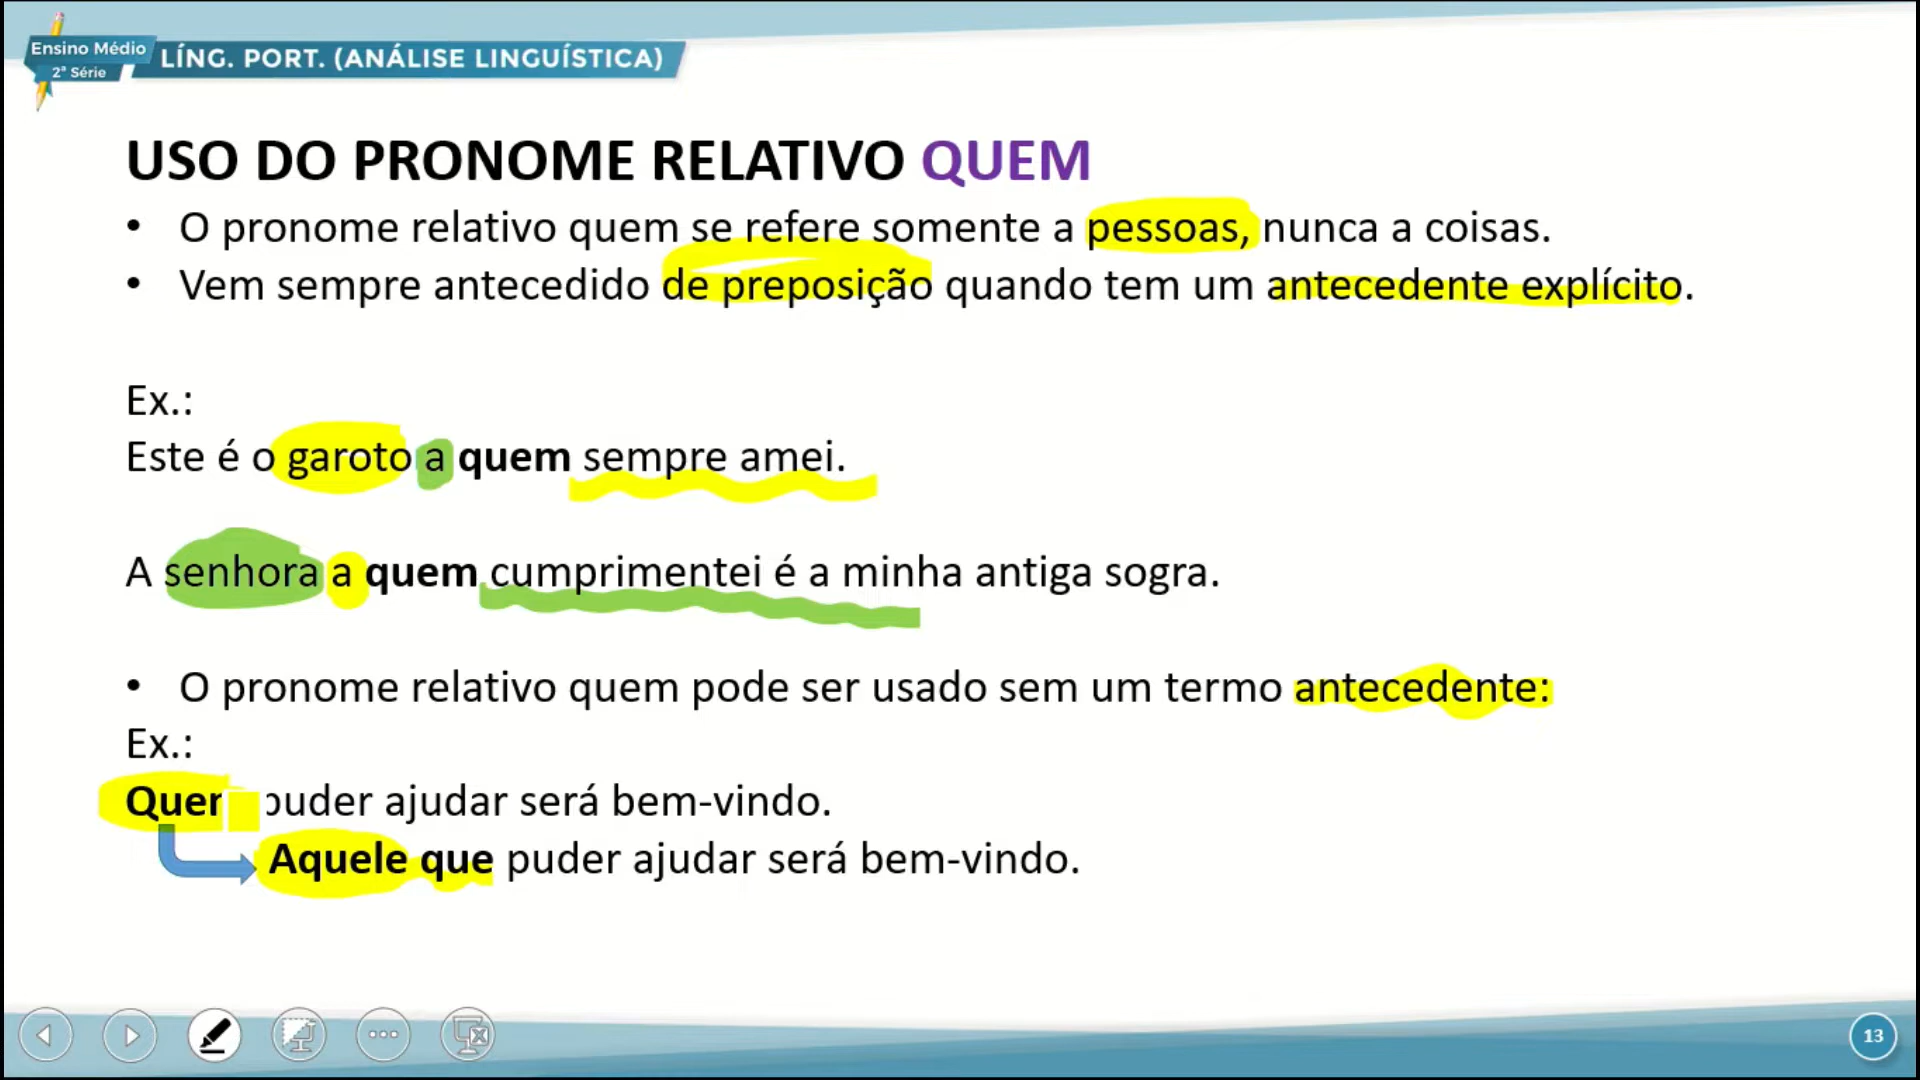 Ensino Médio
2ª Série
LÍNG. PORT. (ANÁLISE LINGUÍSTICA)
USO DO PRONOME RELATIVO QUEM
• O pronome relativo quem se refere somente a pessoas, nunca a coisas.
• Vem sempre antecedido de preposição quando tem um antecedente explícito.
Ex.:
Este é o garoto a quem sempre amei.
A senhora a quem cumprimentei é a minha antiga sogra.
• O pronome relativo quem pode ser usado sem um termo antecedente:
Ex.:
Quem puder ajudar será bem-vindo.
Aquele que puder ajudar será bem-vindo.
13